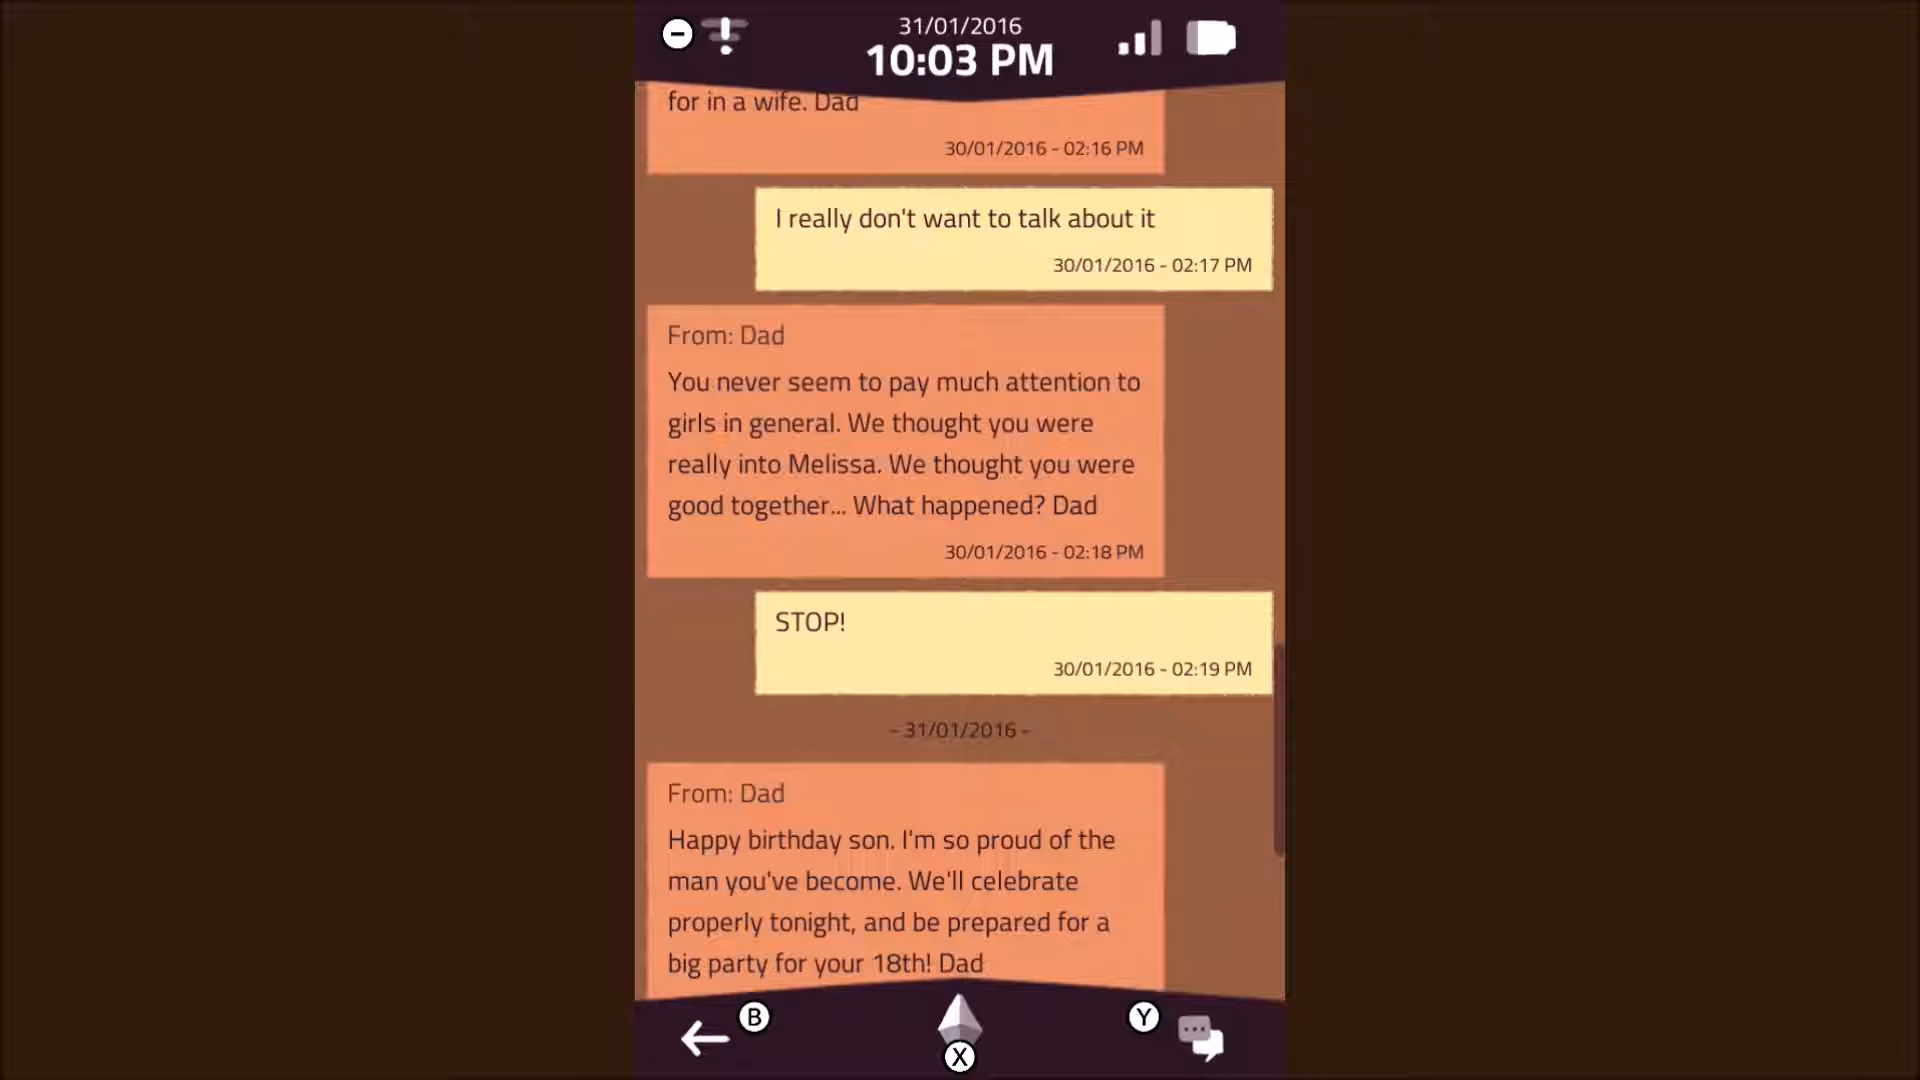 31/01/2016
10:03 PM
for in a wife. Dad
30/01/2016 - 02:16 PM
I really don't want to talk about it
30/01/2016 - 02:17 PM
From: Dad
You never seem to pay much attention to
girls in general. We thought you were
really into Melissa. We thought you were
good together... What happened? Dad
30/01/2016 - 02:18 PM
STOP!
30/01/2016 - 02:19 PM
- 31/01/2016 -
From: Dad
Happy birthday son. I'm so proud of the
man you've become. We'll celebrate
properly tonight, and be prepared for a
big party for your 18th! Dad
B
Y
X